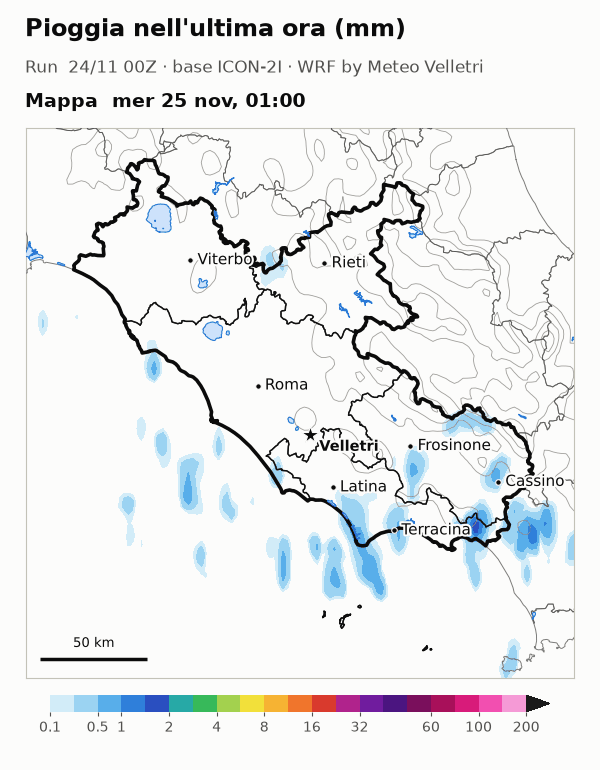 Pioggia nell'ultima ora (mm)
Run  24/11 00Z · base ICON-2I · WRF by Meteo Velletri
Mappa  mer 25 nov, 01:00
Viterbo
Rieti
Roma
Velletri
Frosinone
Cassino
Latina
Terracina
50 km
0.1 0.5 1 2 4 8 16 32 60 100 200